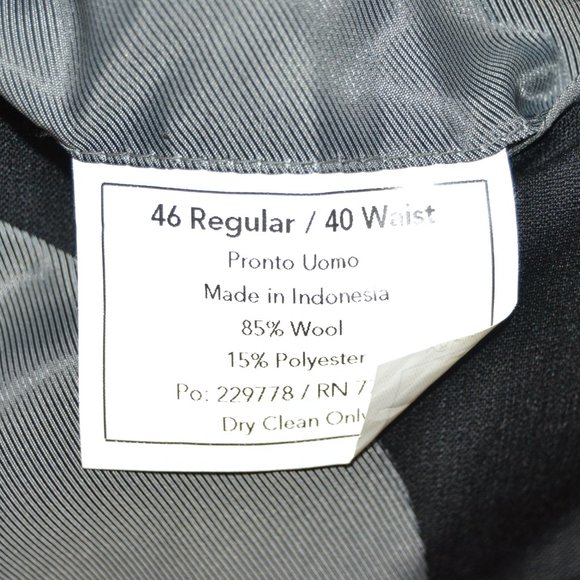 46 Regular / 40 Waist
Pronto Uomo
Made in Indonesia
85% Wool
15% Polyester
Po: 229778 / RN 7
Dry Clean Only